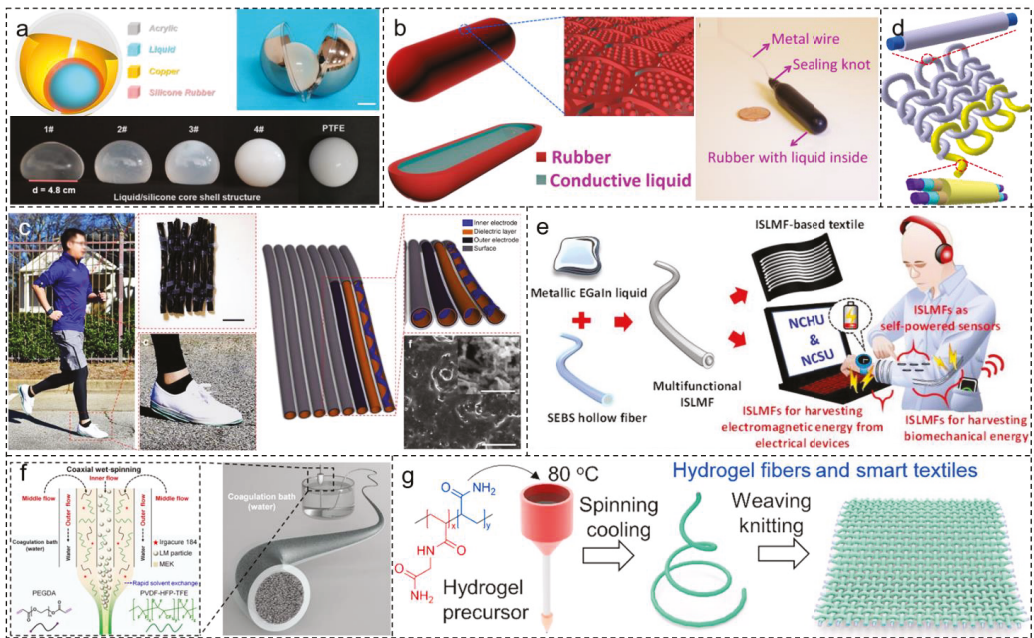 a
Acrylic
Liquid
Copper
Silicone Rubber
1#
2#
3#
4#
PTFE
d = 4.8 cm
Liquid/silicone core shell structure
b
Rubber
Conductive liquid
Metal wire
Sealing knot
Rubber with liquid inside
d
c
Inner electrode
Dielectric layer
Outer electrode
Surface
f
e
Metallic EGaIn liquid
SEBS hollow fiber
Multifunctional
ISLMF
ISLMF-based textile
NCHU
&
NCSU
ISLMFs as
self-powered sensors
ISLMFs for harvesting
electromagnetic energy from
electrical devices
ISLMFs for harvesting
biomechanical energy
f
Coaxial wet-spinning
Inner flow
Middle flow
Middle flow
Outer flow
Outer flow
Coagulation bath
(water)
Water
Water
Irgacure 184
LM particle
MEK
Rapid solvent exchange
PEGDA
PVDF-HFP-TFE
Coagulation bath
(water)
g
NH2
O
x
y
O
HN
O
NH2
Hydrogel
precursor
80 °C
Spinning
cooling
Hydrogel fibers and smart textiles
Weaving
knitting